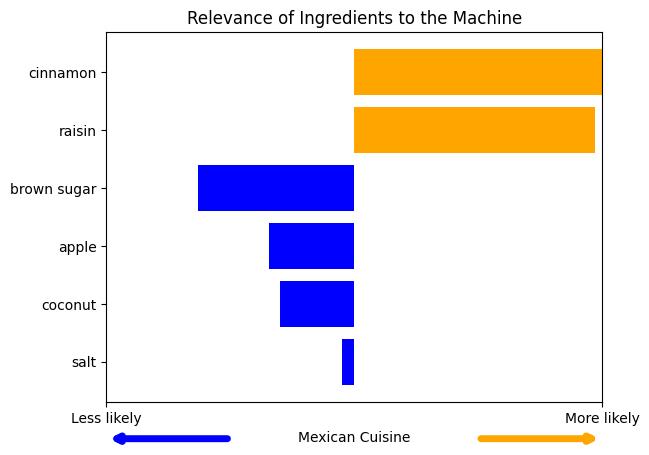 Relevance of Ingredients to the Machine
cinnamon
raisin
brown sugar
apple
coconut
salt
Less likely
More likely
Mexican Cuisine